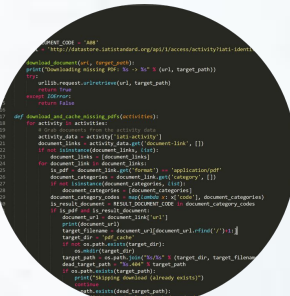 DOCUMENT_CODE = 'A08'
= 'http://datastore.iatistandard.org/api/1/access/activity?iati-identi
download_document(url, target_path):
print("Downloading missing PDF: %s -> %s" % (url, target_path))
try:
urllib.request.urlretrieve(url, target_path)
return True
except IOError:
return False
17 def download_and_cache_missing_pdfs(activities):
for activity in activities:
# Grab documents from the activity data
activity_data = activity['iati-activity']
document_links = activity_data.get('document-link', [])
if not isinstance(document_links, list):
document_links = [document_links]
for document_link in document_links:
is_pdf = document_link.get('format') == 'application/pdf'
document_categories = document_link.get('category', [])
if not isinstance(document_categories, list):
document_categories = [document_categories]
document_category_codes = map(lambda x: x['code'], document_categories)
is_result_document = RESULT_DOCUMENT_CODE in document_category_codes
if is_pdf and is_result_document:
document_url = document_link['url']
print(document_url)
target_filename = document_url[document_url.rfind('/')+1:]
target_dir = 'pdf_cache'
if not os.path.exists(target_dir):
os.mkdir(target_dir)
target_path = os.path.join("%s/%s" % (target_dir, target_filename
dead_target_path = "%s.404" % target_path
if os.path.exists(target_path):
print("Skipping download (already exists)")
continue
os.path.exists(dead_target_path):